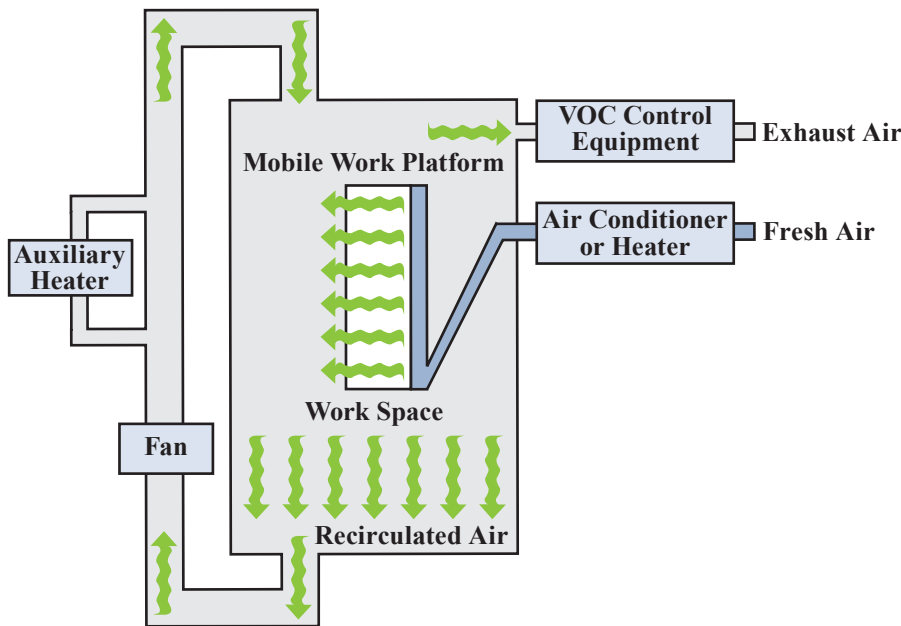 VOC Control
Equipment
Exhaust Air
Mobile Work Platform
Air Conditioner
or Heater
Fresh Air
Auxiliary
Heater
Work Space
Fan
Recirculated Air